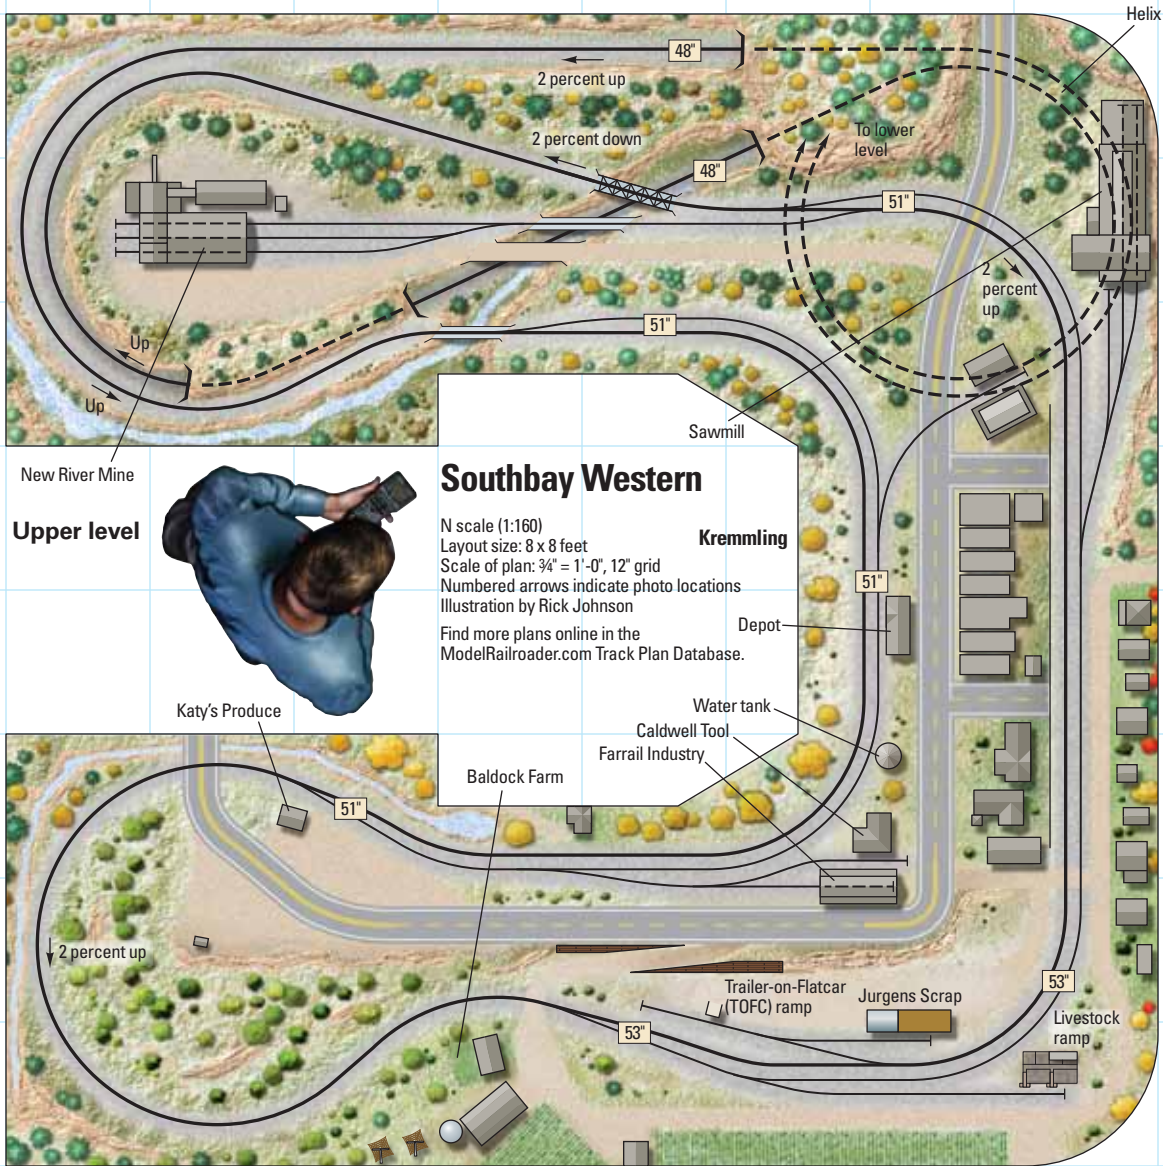 Helix
48"
2 percent up
2 percent down
To lower
level
48"
51"
2
percent
up
51"
Up
Up
Sawmill
New River Mine
Upper level
Southbay Western
N scale (1:160)
Layout size: 8 x 8 feet
Scale of plan: ¾" = 1'-0", 12" grid
Numbered arrows indicate photo locations
Illustration by Rick Johnson
Find more plans online in the
ModelRailroader.com Track Plan Database.
Kremmling
51"
Depot
Water tank
Caldwell Tool
Farrail Industry
Katy's Produce
Baldock Farm
51"
2 percent up
Trailer-on-Flatcar
(TOFC) ramp
Jurgens Scrap
53"
53"
Livestock
ramp